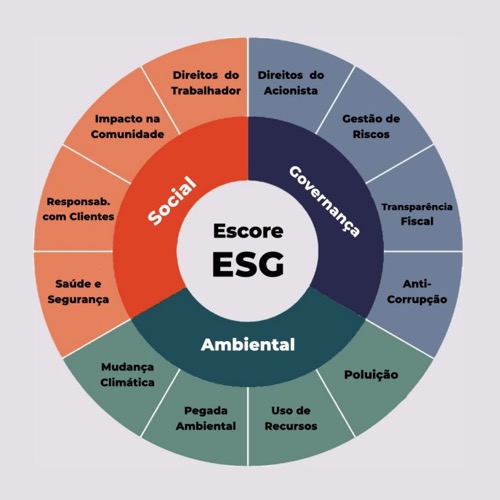 Escore
ESG
Social
Governança
Ambiental
Direitos do
Acionista
Gestão de
Riscos
Transparência
Fiscal
Anti-
Corrupção
Poluição
Uso de
Recursos
Pegada
Ambiental
Mudança
Climática
Saúde e
Segurança
Responsab.
com Clientes
Impacto na
Comunidade
Direitos do
Trabalhador